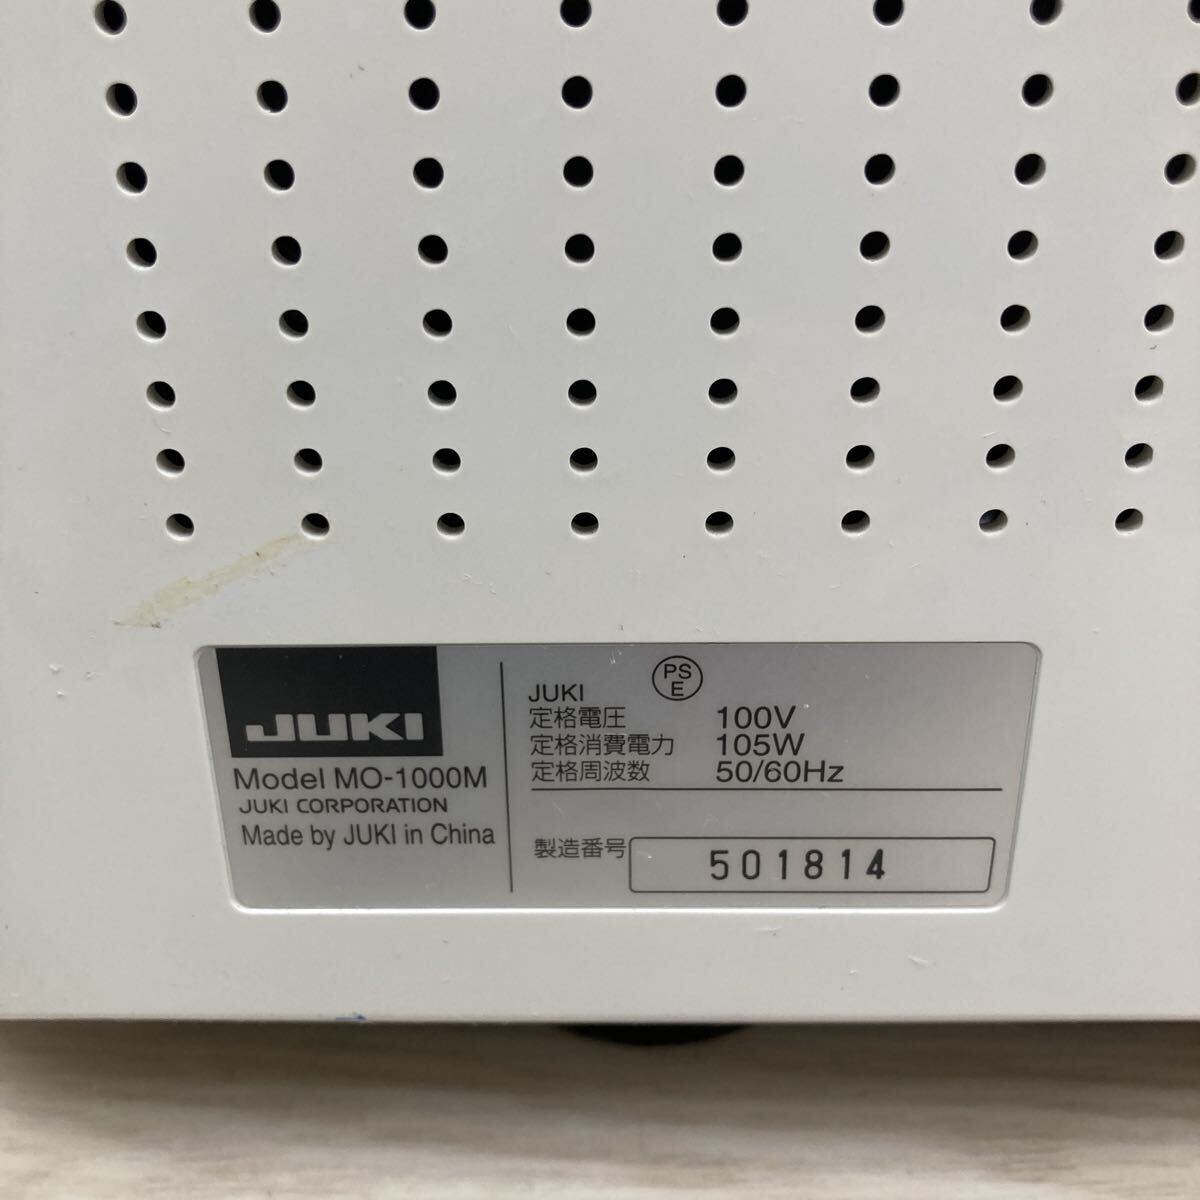 JUKI
Model MO-1000M
JUKI CORPORATION
Made by JUKI in China
PS
E
JUKI
定格電圧 100V
定格消費電力 105W
定格周波数 50/60Hz
製造番号 501814